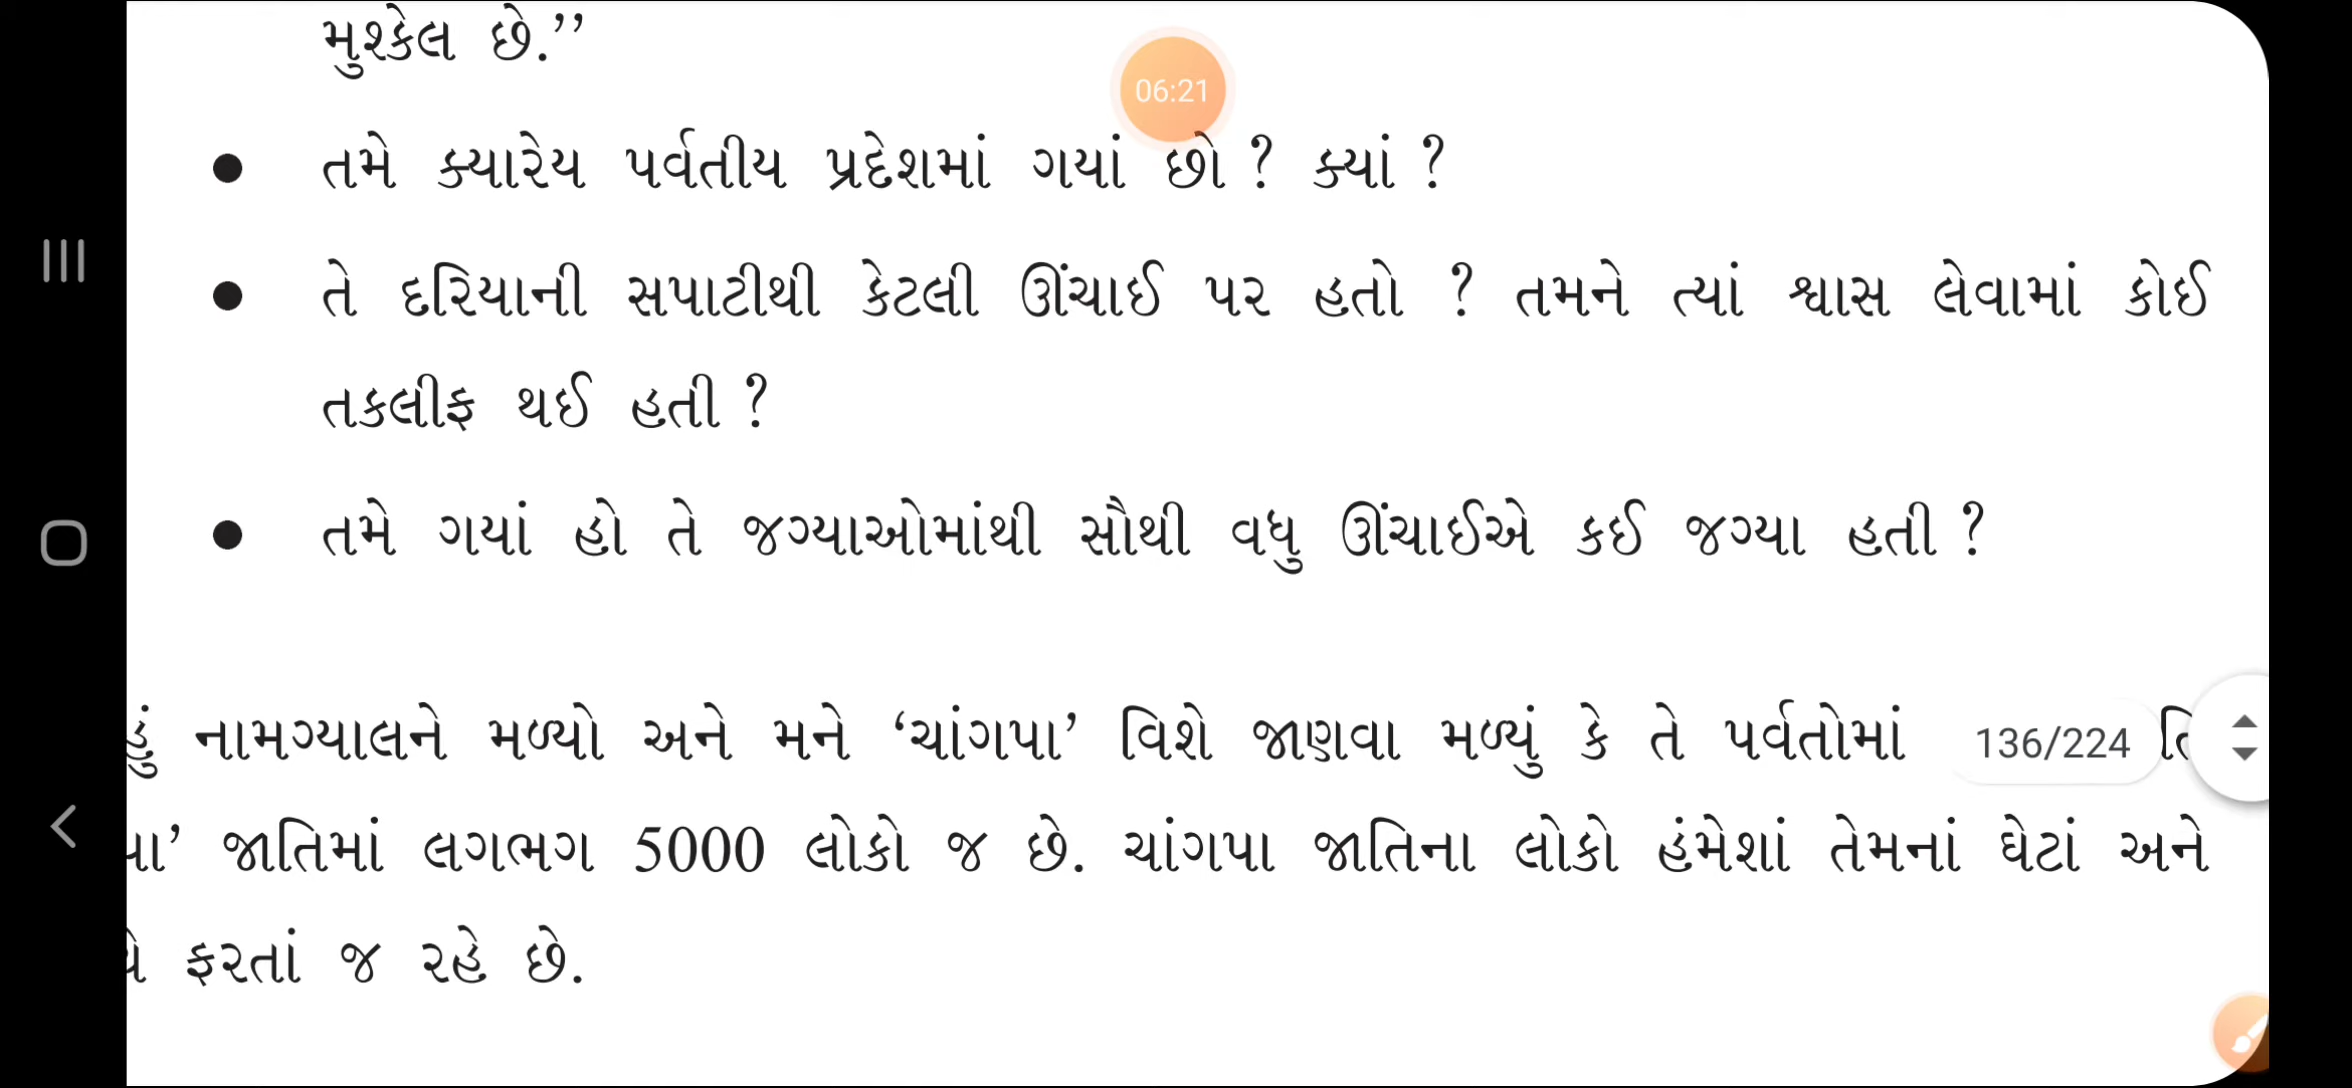 મુશ્કેલ છે.’’
06:21
● તમે ક્યારેય પર્વતીય પ્રદેશમાં ગયાં છો ? ક્યાં ?
● તે દરિયાની સપાટીથી કેટલી ઊંચાઈ પર હતો ? તમને ત્યાં શ્વાસ લેવામાં કોઈ
તકલીફ થઈ હતી ?
● તમે ગયાં હો તે જગ્યાઓમાંથી સૌથી વધુ ઊંચાઈએ કઈ જગ્યા હતી ?
હું નામગ્યાલને મળ્યો અને મને ‘ચાંગપા’ વિશે જાણવા મળ્યું કે તે પર્વતોમાં
136/224
પા’ જાતિમાં લગભગ 5000 લોકો જ છે. ચાંગપા જાતિના લોકો હંમેશાં તેમનાં ઘેટાં અને
ફરતાં જ રહે છે.